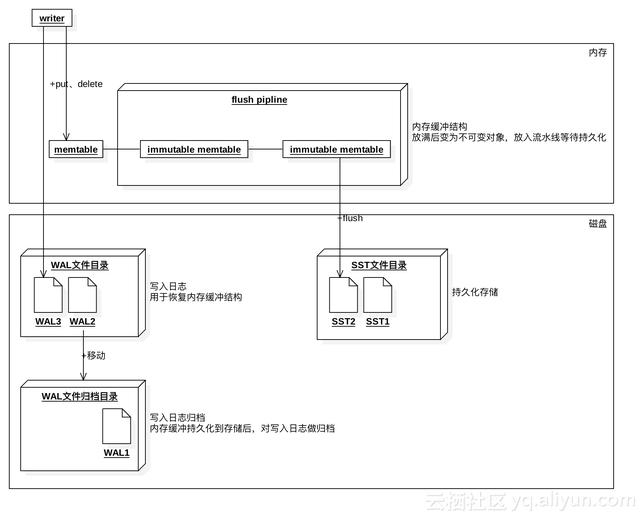 writer
内存
+put、delete
flush pipline
内存缓冲结构
放满后变为不可变对象，放入流水线等待持久化
memtable
immutable memtable
immutable memtable
磁盘
+flush
WAL文件目录
WAL3
WAL2
写入日志
用于恢复内存缓冲结构
SST文件目录
SST2
SST1
持久化存储
+移动
WAL文件归档目录
WAL1
写入日志归档
内存缓冲持久化到存储后，对写入日志做归档
云栖社区 yq.aliyun.com